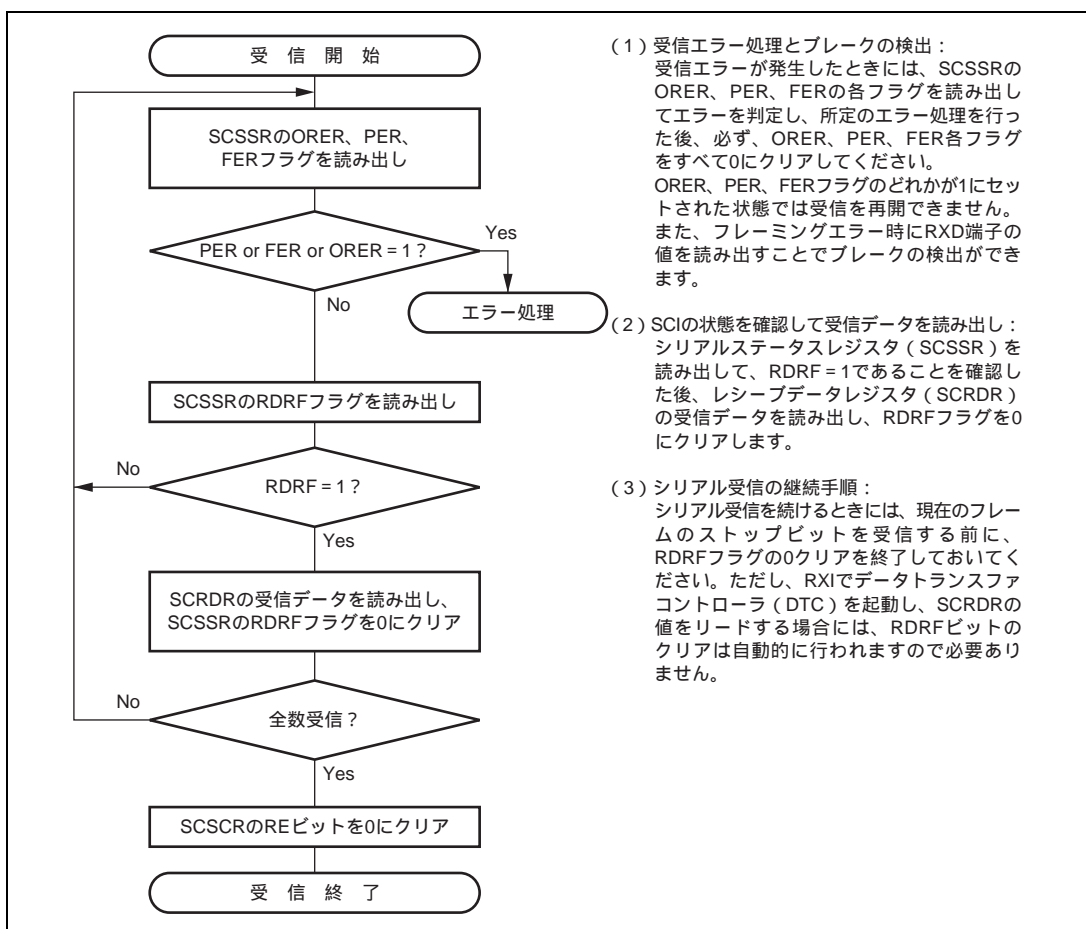 受 信 開 始
SCSSRのORER、PER、
FERフラグを読み出し
PER or FER or ORER = 1？
Yes
No
エラー処理
SCSSRのRDRFフラグを読み出し
No
RDRF = 1？
Yes
SCRDRの受信データを読み出し、
SCSSRのRDRFフラグを0にクリア
No
全数受信？
Yes
SCSCRのREビットを0にクリア
受 信 終 了
（1）受信エラー処理とブレークの検出：
受信エラーが発生したときには、SCSSRの
ORER、PER、FERの各フラグを読み出し
てエラーを判定し、所定のエラー処理を行っ
た後、必ず、ORER、PER、FER各フラグ
をすべて0にクリアしてください。
ORER、PER、FERフラグのどれかが1にセッ
トされた状態では受信を再開できません。
また、フレーミングエラー時にRXD端子の
値を読み出すことでブレークの検出ができ
ます。
（2）SCIの状態を確認して受信データを読み出し：
シリアルステータスレジスタ（SCSSR）を
読み出して、RDRF = 1であることを確認し
た後、レシーブデータレジスタ（SCRDR）
の受信データを読み出し、RDRFフラグを0
にクリアします。
（3）シリアル受信の継続手順：
シリアル受信を続けるときには、現在のフレー
ムのストップビットを受信する前に、
RDRFフラグの0クリアを終了しておいてく
ださい。ただし、RXIでデータトランスファ
コントローラ（DTC）を起動し、SCRDRの
値をリードする場合には、RDRFビットの
クリアは自動的に行われますので必要あり
ません。